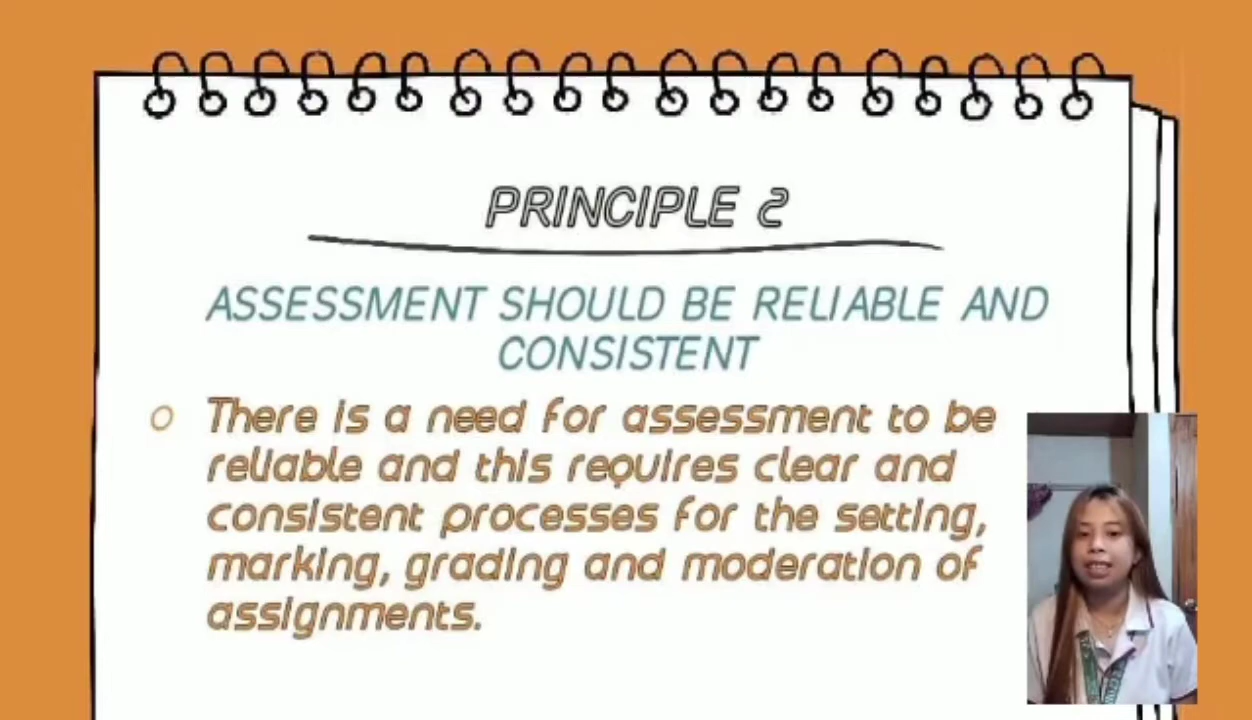 PRINCIPLE 2
ASSESSMENT SHOULD BE RELIABLE AND
CONSISTENT
There is a need for assessment to be
reliable and this requires clear and
consistent processes for the setting,
marking, grading and moderation of
assignments.